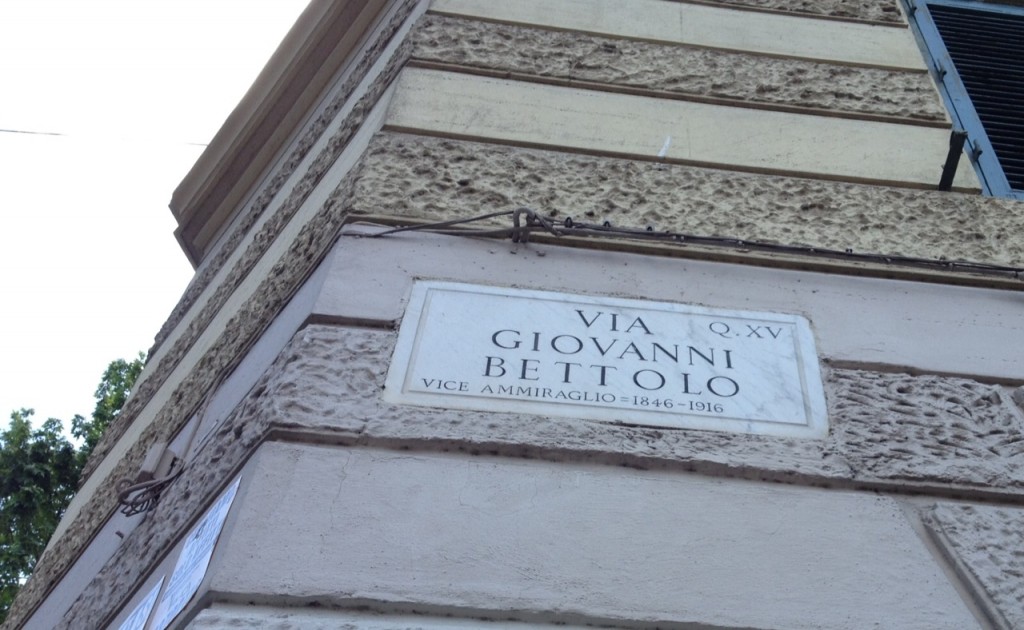 VIA Q. XV
GIOVANNI
BETTOLO
VICE AMMIRAGLIO = 1846 - 1916